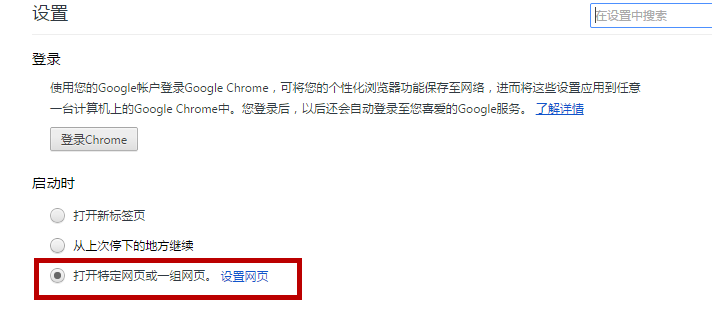 设置
在设置中搜索
登录
使用您的Google帐户登录Google Chrome，可将您的个性化浏览器功能保存至网络，进而将这些设置应用到任意
一台计算机上的Google Chrome中。您登录后，以后还会自动登录至您喜爱的Google服务。 了解详情
登录Chrome
启动时
打开新标签页
从上次停下的地方继续
打开特定网页或一组网页。 设置网页